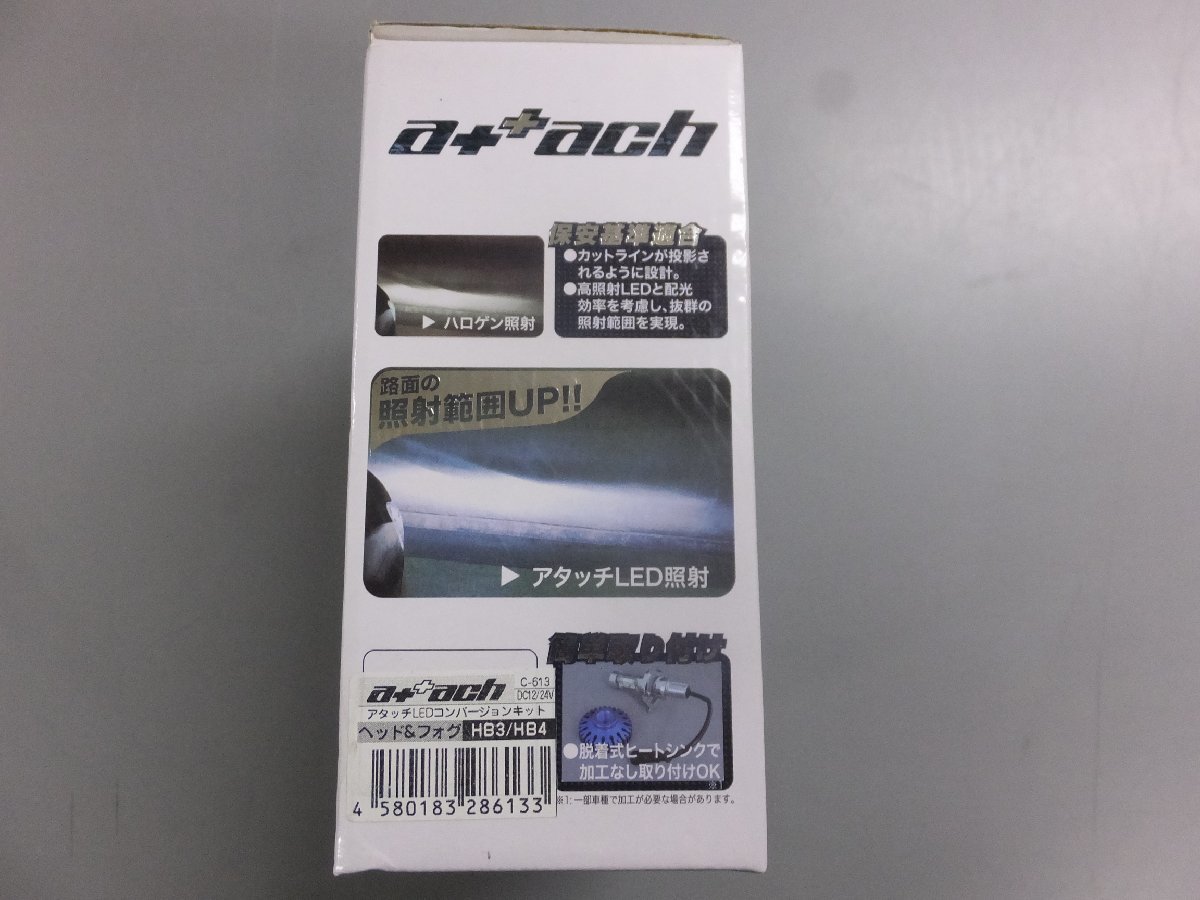 a++ach
保安基準適合
●カットラインが投影さ
れるように設計。
●高照射LEDと配光
効率を考慮し、抜群の
照射範囲を実現。
▶ ハロゲン照射
路面の
照射範囲UP!!
▶ アタッチLED照射
簡単取り付け
●脱着式ヒートシンクで
加工なし取り付けOK
※1
※1:一部車種で加工が必要な場合があります。
a++ach
C-613
DC12/24V
アタッチLEDコンバージョンキット
ヘッド&フォグ HB3/HB4
4 580183 286133